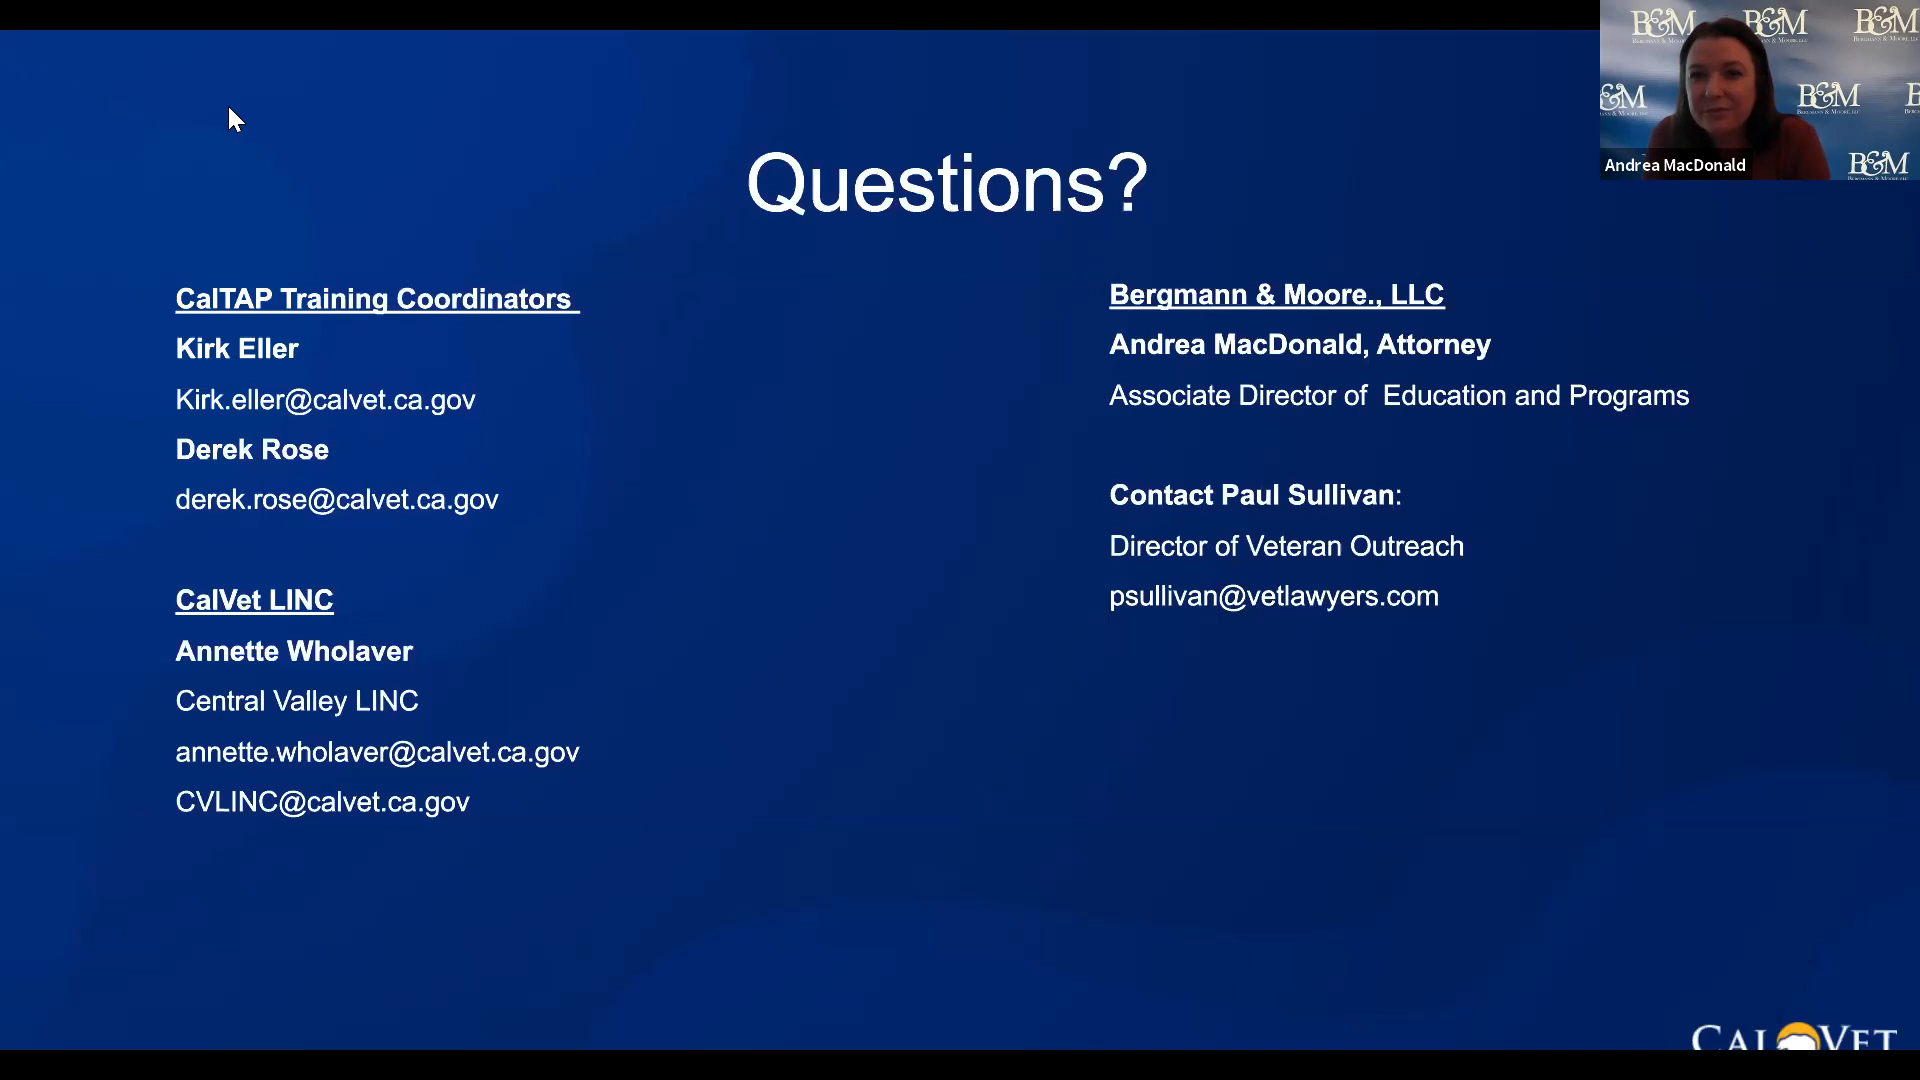 Questions?
CalTAP Training Coordinators
Kirk Eller
Kirk.eller@calvet.ca.gov
Derek Rose
derek.rose@calvet.ca.gov
CalVet LINC
Annette Wholaver
Central Valley LINC
annette.wholaver@calvet.ca.gov
CVLINC@calvet.ca.gov
Bergmann & Moore., LLC
Andrea MacDonald, Attorney
Associate Director of  Education and Programs
Contact Paul Sullivan:
Director of Veteran Outreach
psullivan@vetlawyers.com
B&M
B&M
B&M
B&M
B&M
Andrea MacDonald
CALVET